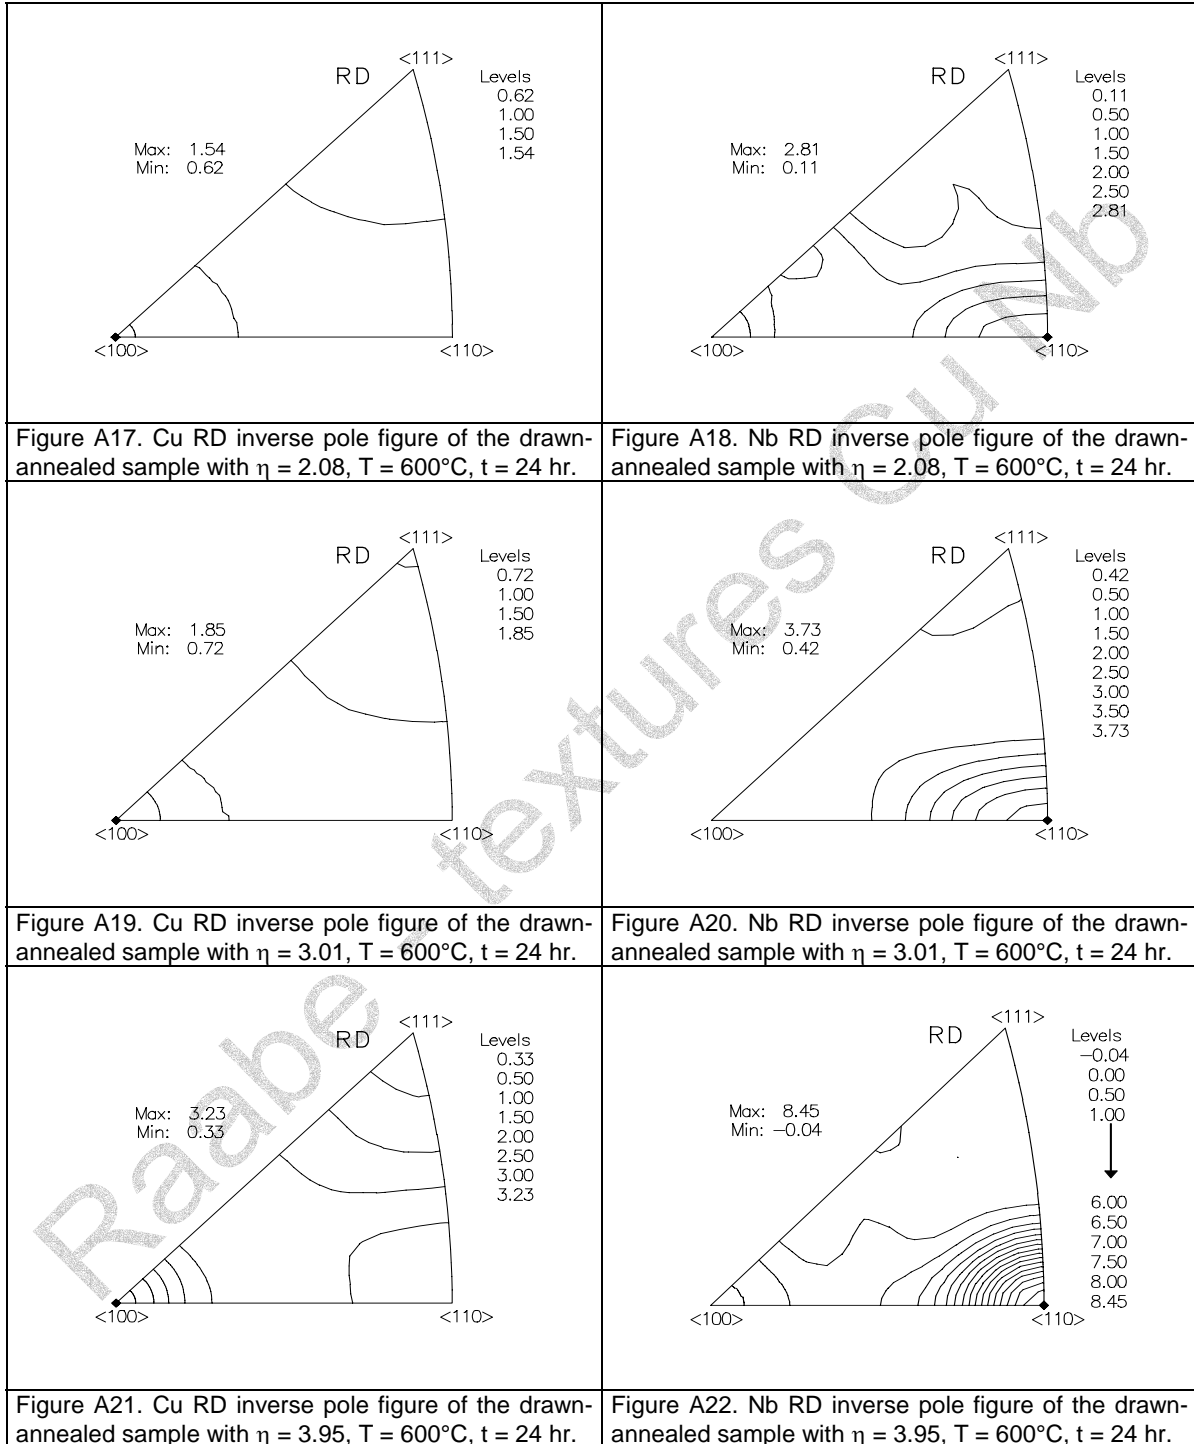 <111>
RD
Levels
0.62
1.00
1.50
1.54
Max: 1.54
Min: 0.62
<100>
<110>
Figure A17. Cu RD inverse pole figure of the drawn-
annealed sample with η = 2.08, T = 600°C, t = 24 hr.
<111>
RD
Levels
0.11
0.50
1.00
1.50
2.00
2.50
2.81
Max: 2.81
Min: 0.11
<100>
<110>
Figure A18. Nb RD inverse pole figure of the drawn-
annealed sample with η = 2.08, T = 600°C, t = 24 hr.
<111>
RD
Levels
0.72
1.00
1.50
1.85
Max: 1.85
Min: 0.72
<100>
<110>
Figure A19. Cu RD inverse pole figure of the drawn-
annealed sample with η = 3.01, T = 600°C, t = 24 hr.
<111>
RD
Levels
0.42
0.50
1.00
1.50
2.00
2.50
3.00
3.50
3.73
Max: 3.73
Min: 0.42
<100>
<110>
Figure A20. Nb RD inverse pole figure of the drawn-
annealed sample with η = 3.01, T = 600°C, t = 24 hr.
<111>
RD
Levels
0.33
0.50
1.00
1.50
2.00
2.50
3.00
3.23
Max: 3.23
Min: 0.33
<100>
<110>
Figure A21. Cu RD inverse pole figure of the drawn-
annealed sample with η = 3.95, T = 600°C, t = 24 hr.
<111>
RD
Levels
−0.04
0.00
0.50
1.00
6.00
6.50
7.00
7.50
8.00
8.45
Max: 8.45
Min: −0.04
<100>
<110>
Figure A22. Nb RD inverse pole figure of the drawn-
annealed sample with η = 3.95, T = 600°C, t = 24 hr.
Raabe - textures Cu Nb